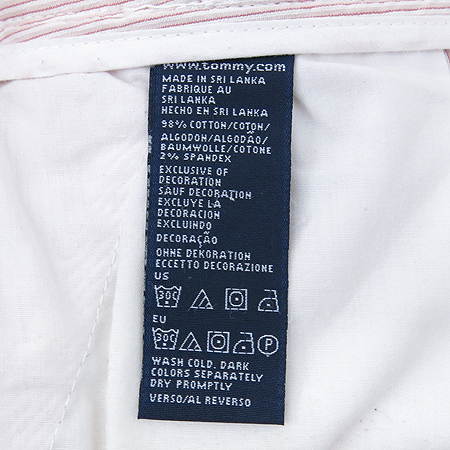 www.tommy.com
MADE IN SRI LANKA
FABRIQUE AU
SRI LANKA
HECHO EN SRI LANKA
98% COTTON/COTON/
ALGODON/ALGODÃO/
BAUMWOLLE/COTONE
2% SPANDEX
EXCLUSIVE OF
DECORATION
SAUF DECORATION
EXCLUYE LA
DECORACION
EXCLUINDO
DECORAÇÃO
OHNE DEKORATION
ECCETTO DECORAZIONE
US
30C
EU
30C P
WASH COLD. DARK
COLORS SEPARATELY
DRY PROMPTLY
VERSO/AL REVERSO